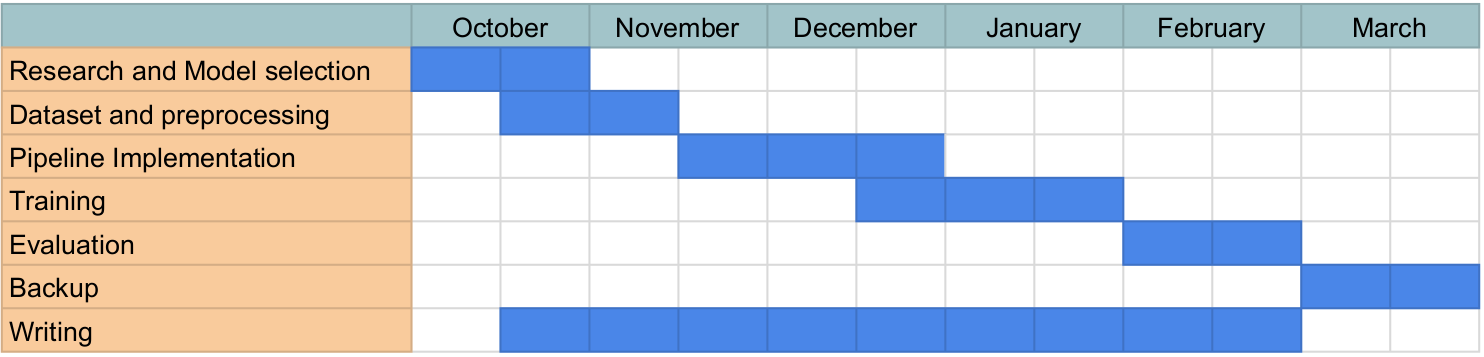 October November December January February March
Research and Model selection
Dataset and preprocessing
Pipeline Implementation
Training
Evaluation
Backup
Writing